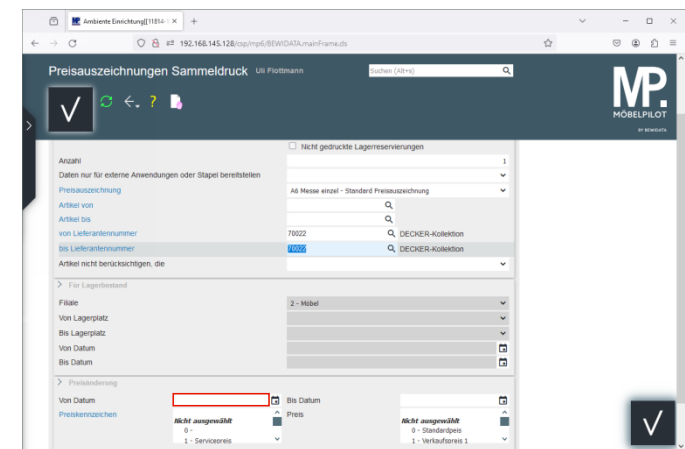 Ambiente Einrichtung[[11814-1 × +
192.168.145.128/csp/mp6/BEWIDATA.mainFrame.ds
Preisauszeichnungen Sammeldruck Uli Flottmann
Suchen (Alt+s)
MP.
MÖBELPILOT
BY BEWIDATA
Nicht gedruckte Lagerreservierungen
Anzahl 1
Daten nur für externe Anwendungen oder Stapel bereitstellen
Preisauszeichnung A6 Messe einzel - Standard Preisauszeichnung
Artikel von
Artikel bis
von Lieferantennummer 70022 DECKER-Kollektion
bis Lieferantennummer 70022 DECKER-Kollektion
Artikel nicht berücksichtigen, die
> Für Lagerbestand
Filiale 2 - Möbel
Von Lagerplatz
Bis Lagerplatz
Von Datum
Bis Datum
> Preisänderung
Von Datum Bis Datum
Preiskennzeichen Nicht ausgewählt Preis Nicht ausgewählt
0 - 0 - Standardpeis
1 - Servicepreis 1 - Verkaufspreis 1